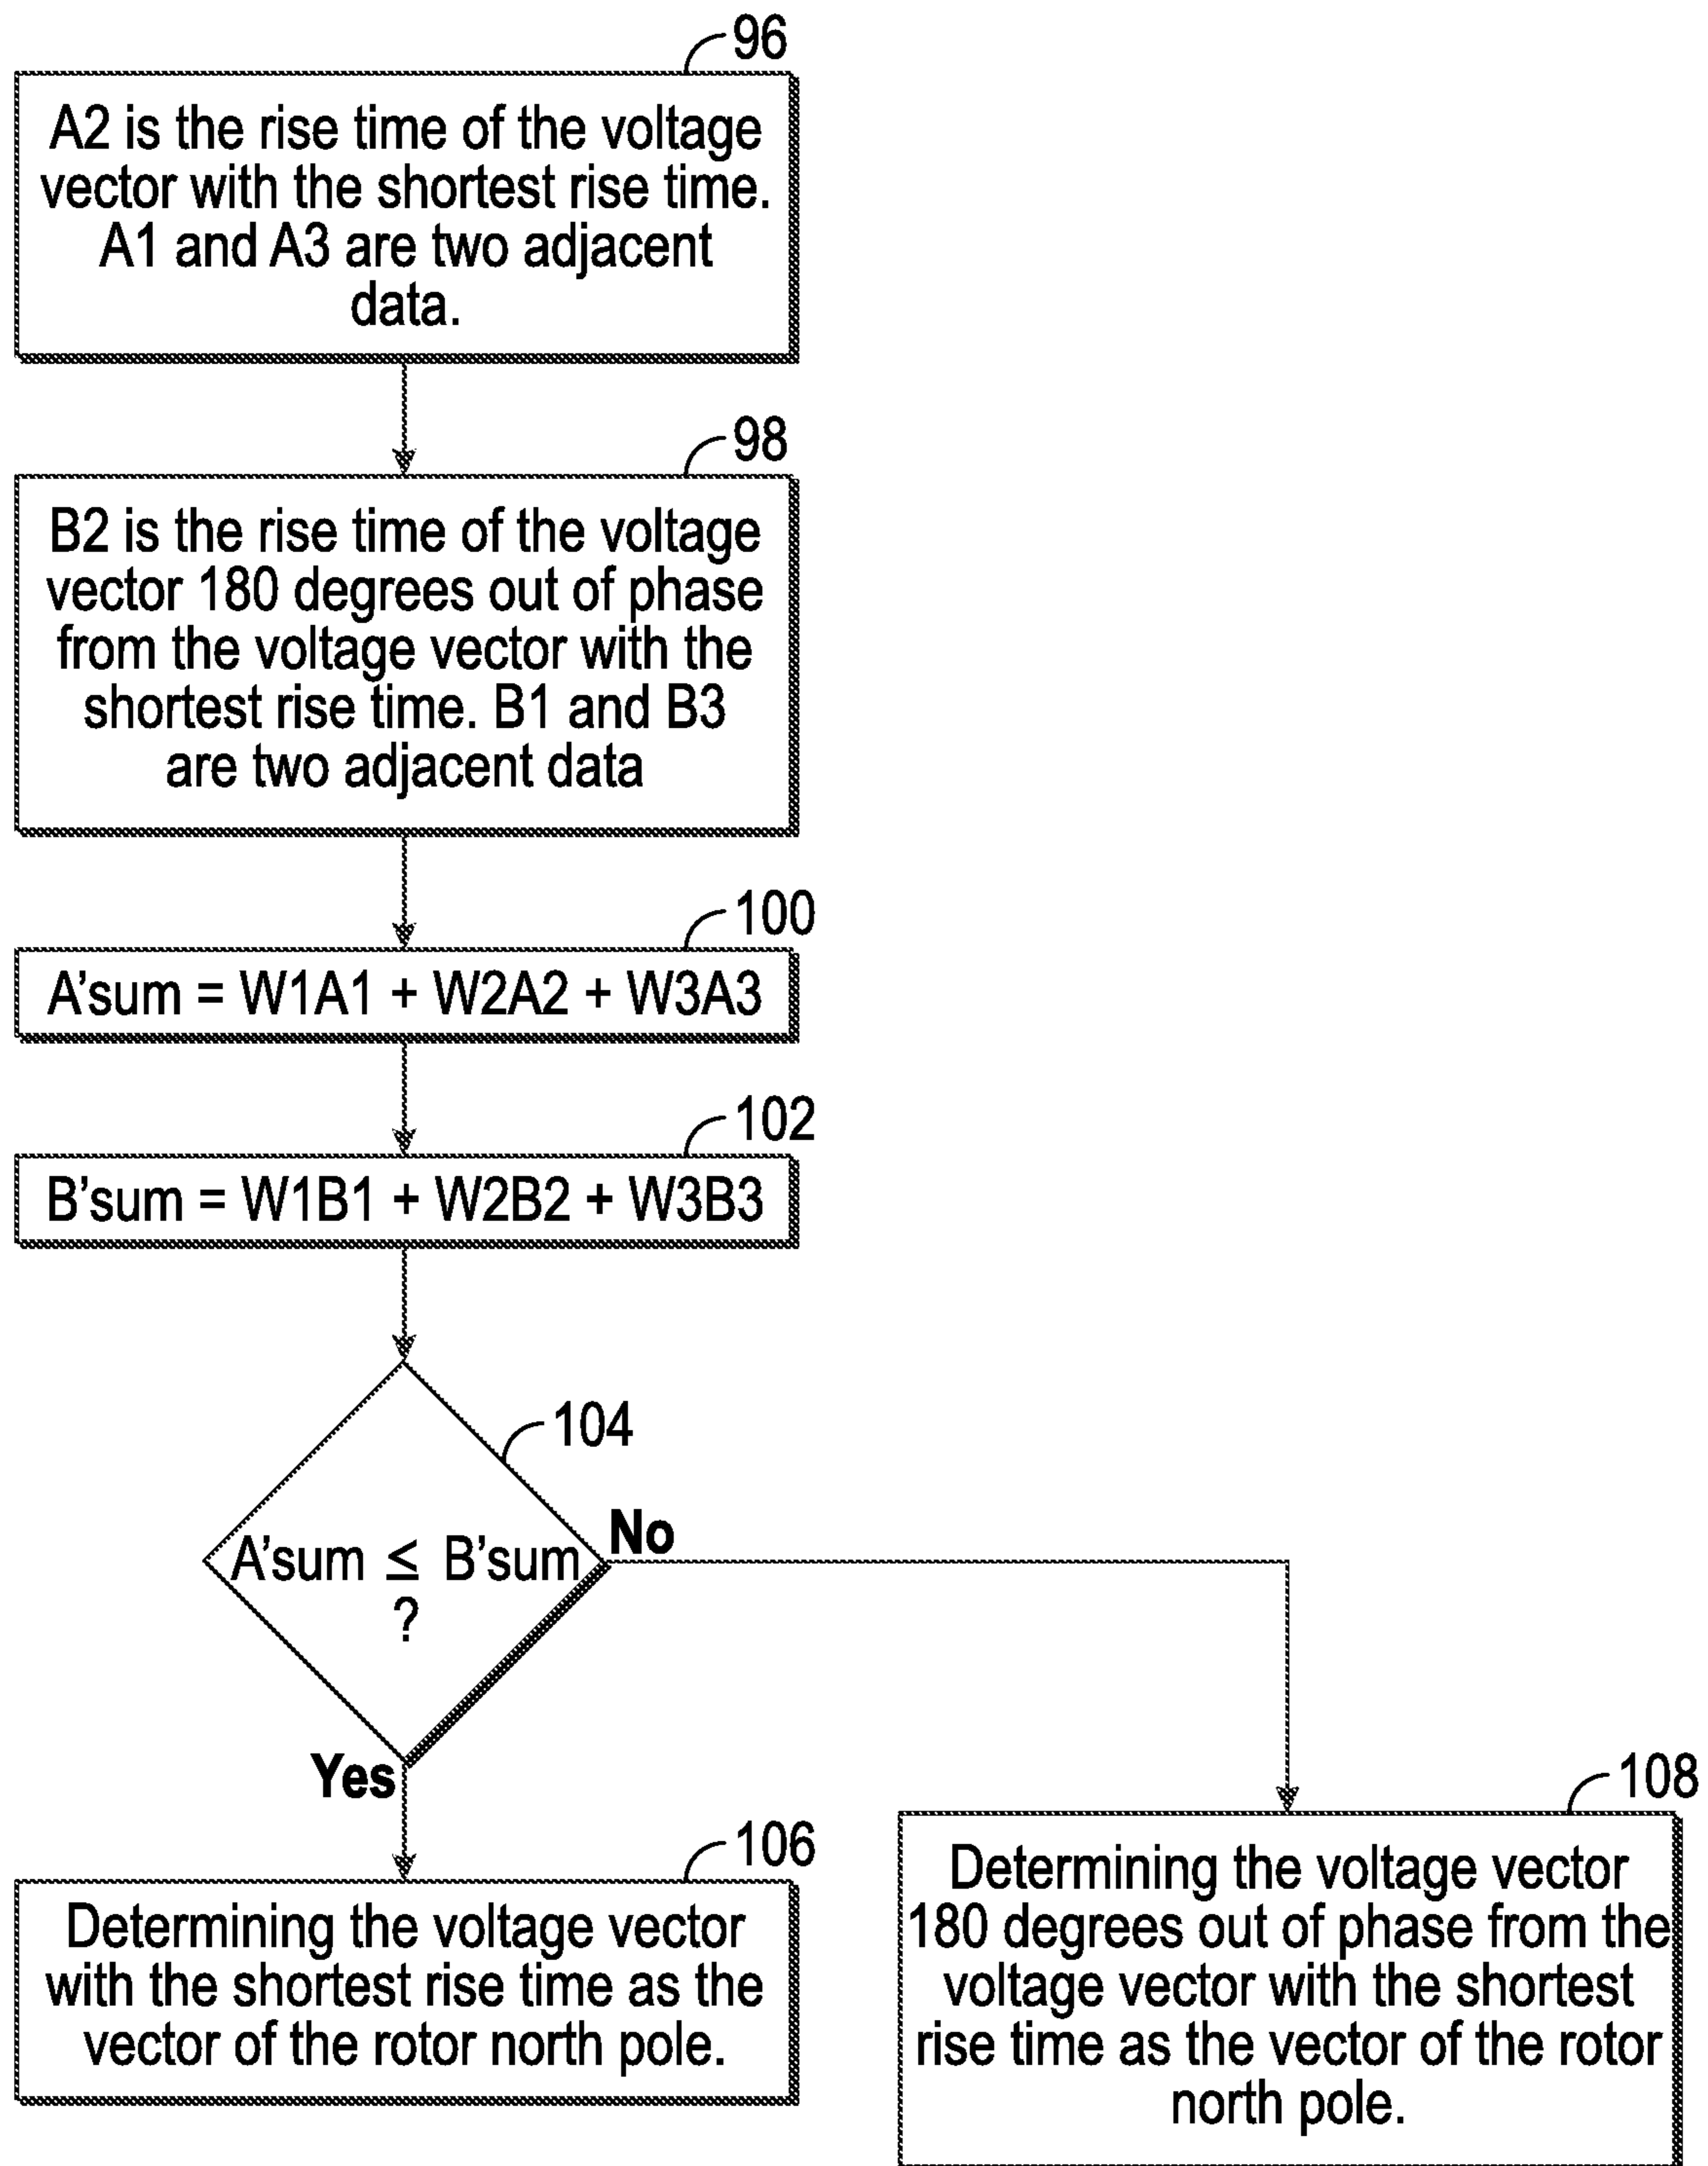 96
A2 is the rise time of the voltage
vector with the shortest rise time.
A1 and A3 are two adjacent
data.
98
B2 is the rise time of the voltage
vector 180 degrees out of phase
from the voltage vector with the
shortest rise time. B1 and B3
are two adjacent data
100
A'sum = W1A1 + W2A2 + W3A3
102
B'sum = W1B1 + W2B2 + W3B3
104
A'sum ≤ B'sum
?
No
Yes
106
Determining the voltage vector
with the shortest rise time as the
vector of the rotor north pole.
108
Determining the voltage vector
180 degrees out of phase from the
voltage vector with the shortest
rise time as the vector of the rotor
north pole.